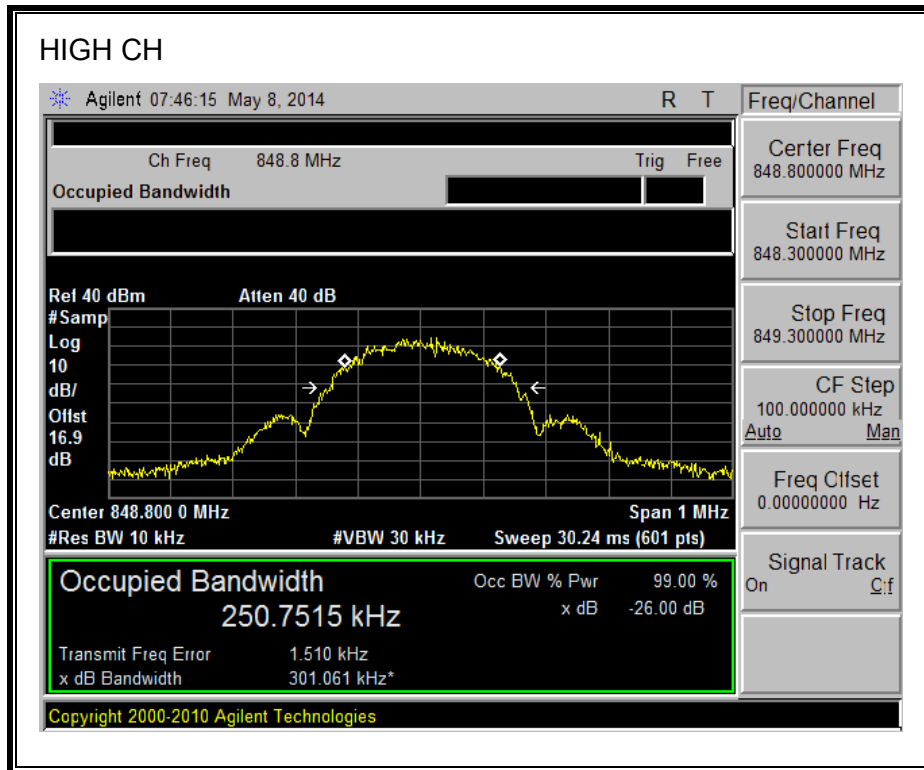 HIGH CH
Agilent 07:46:15 May 8, 2014 R T
Freq/Channel
Ch Freq 848.8 MHz Trig Free
Occupied Bandwidth
Center Freq
848.800000 MHz
Start Freq
848.300000 MHz
Stop Freq
849.300000 MHz
CF Step
100.000000 kHz
Auto Man
Freq Offset
0.00000000 Hz
Signal Track
On Off
Ref 40 dBm Atten 40 dB
#Samp
Log
10
dB/
Offst
16.9
dB
Center 848.800 0 MHz Span 1 MHz
#Res BW 10 kHz #VBW 30 kHz Sweep 30.24 ms (601 pts)
Occupied Bandwidth
250.7515 kHz
Occ BW % Pwr 99.00 %
x dB -26.00 dB
Transmit Freq Error 1.510 kHz
x dB Bandwidth 301.061 kHz*
Copyright 2000-2010 Agilent Technologies